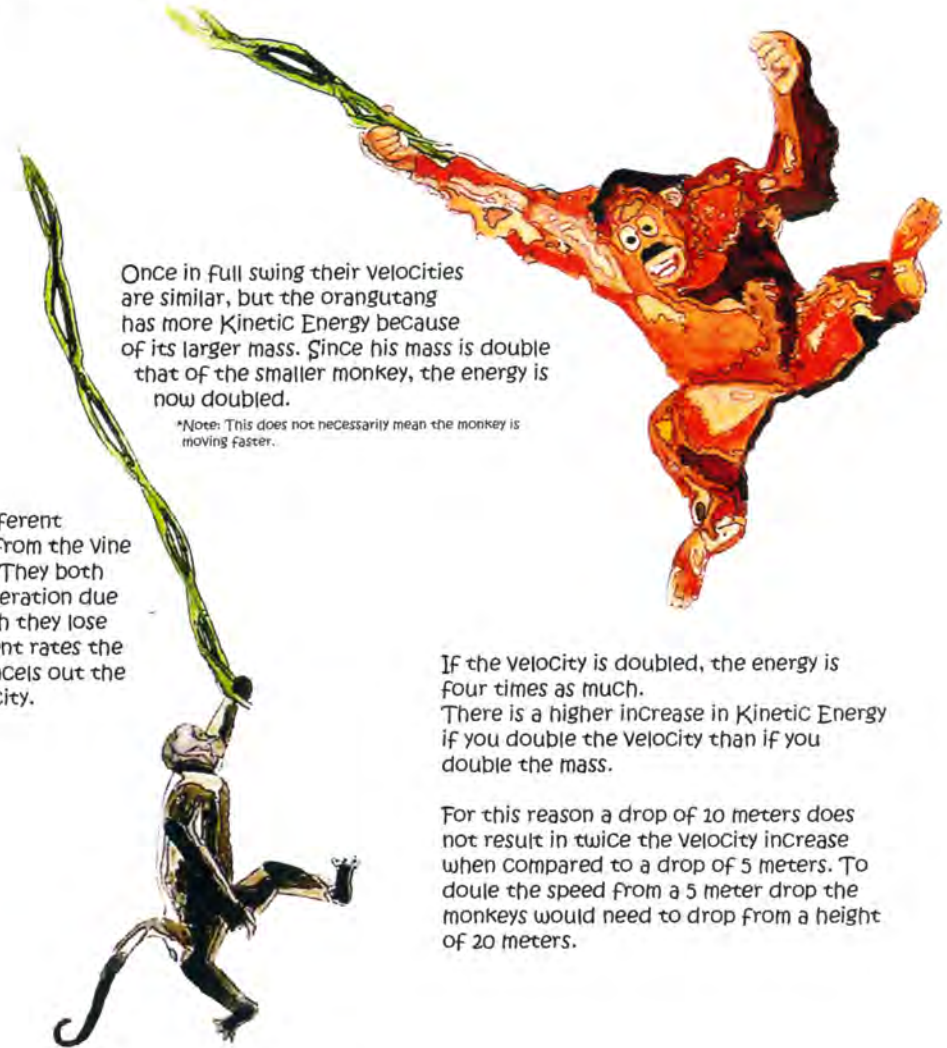 Once in full swing their velocities
are similar, but the orangutang
has more Kinetic Energy because
of its larger mass. Since his mass is double
that of the smaller monkey, the energy is
now doubled.
*Note: This does not necessarily mean the monkey is
moving faster.
ferent
from the vine
They both
eration due
h they lose
nt rates the
cels out the
city.
If the velocity is doubled, the energy is
four times as much.
There is a higher increase in Kinetic Energy
if you double the velocity than if you
double the mass.
For this reason a drop of 10 meters does
not result in twice the velocity increase
when compared to a drop of 5 meters. To
doule the speed from a 5 meter drop the
monkeys would need to drop from a height
of 20 meters.